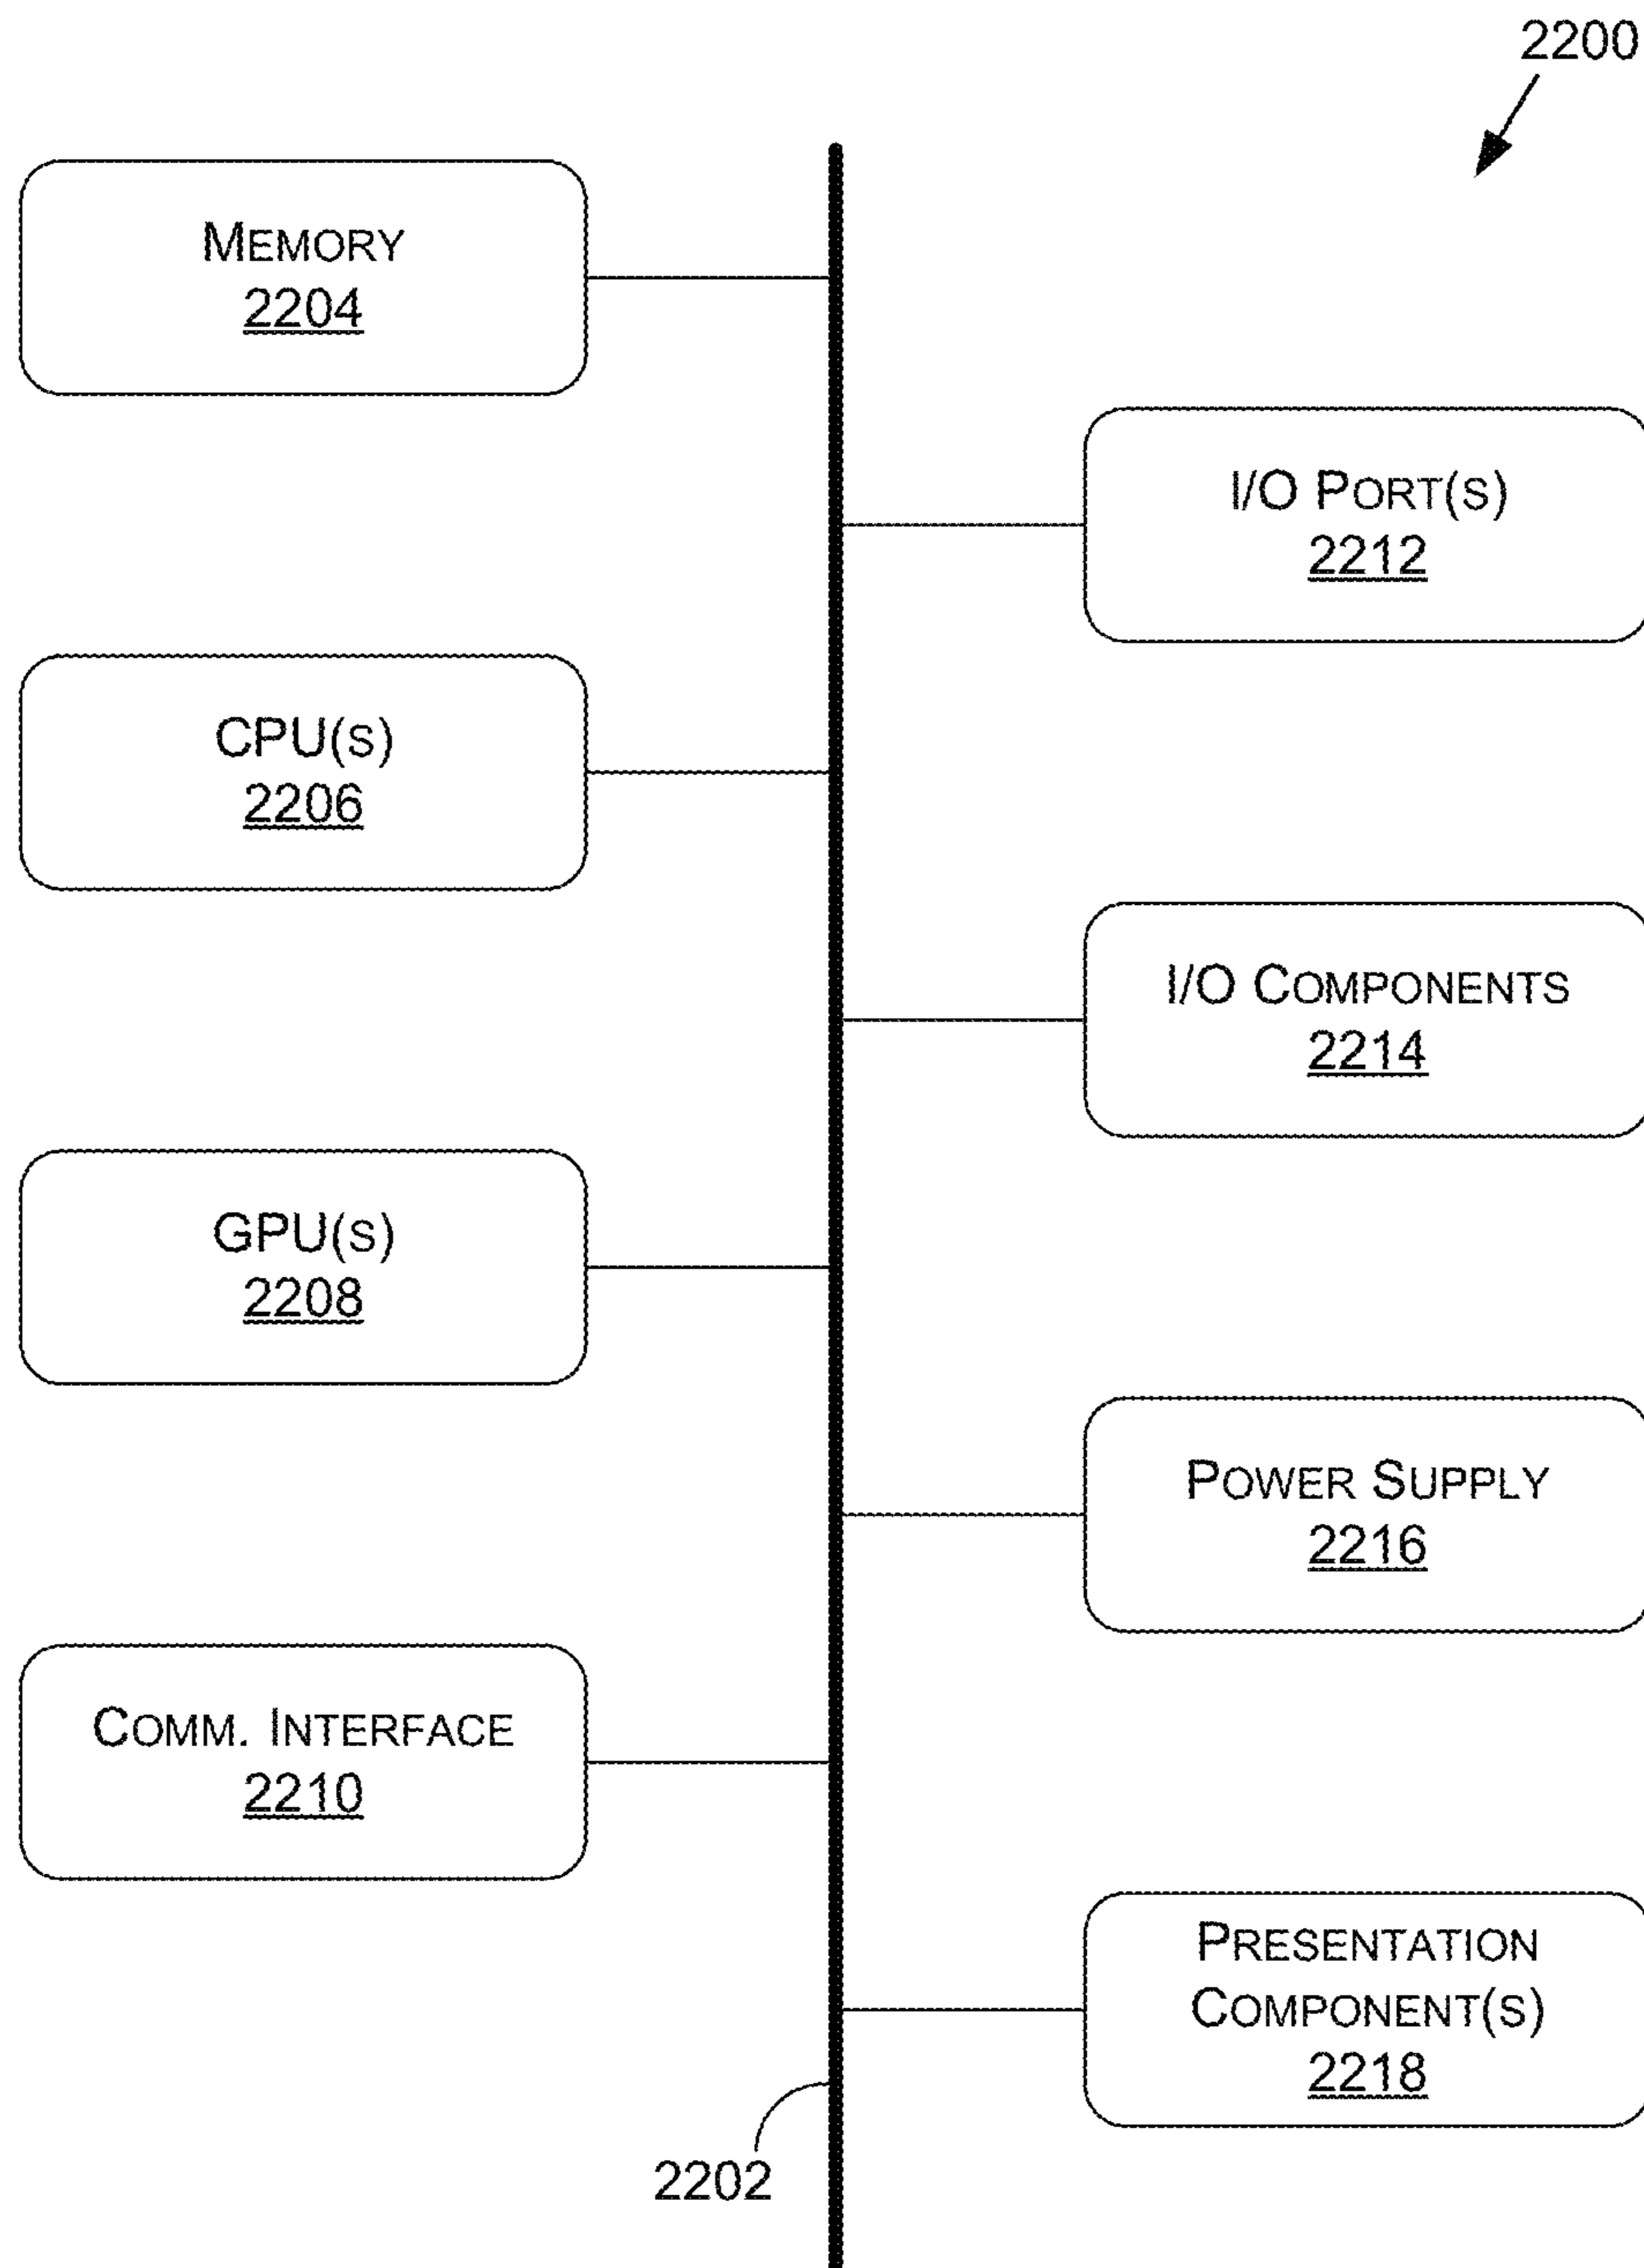 2200
MEMORY
2204
I/O PORT(S)
2212
CPU(S)
2206
I/O COMPONENTS
2214
GPU(S)
2208
POWER SUPPLY
2216
COMM. INTERFACE
2210
PRESENTATION
COMPONENT(S)
2218
2202